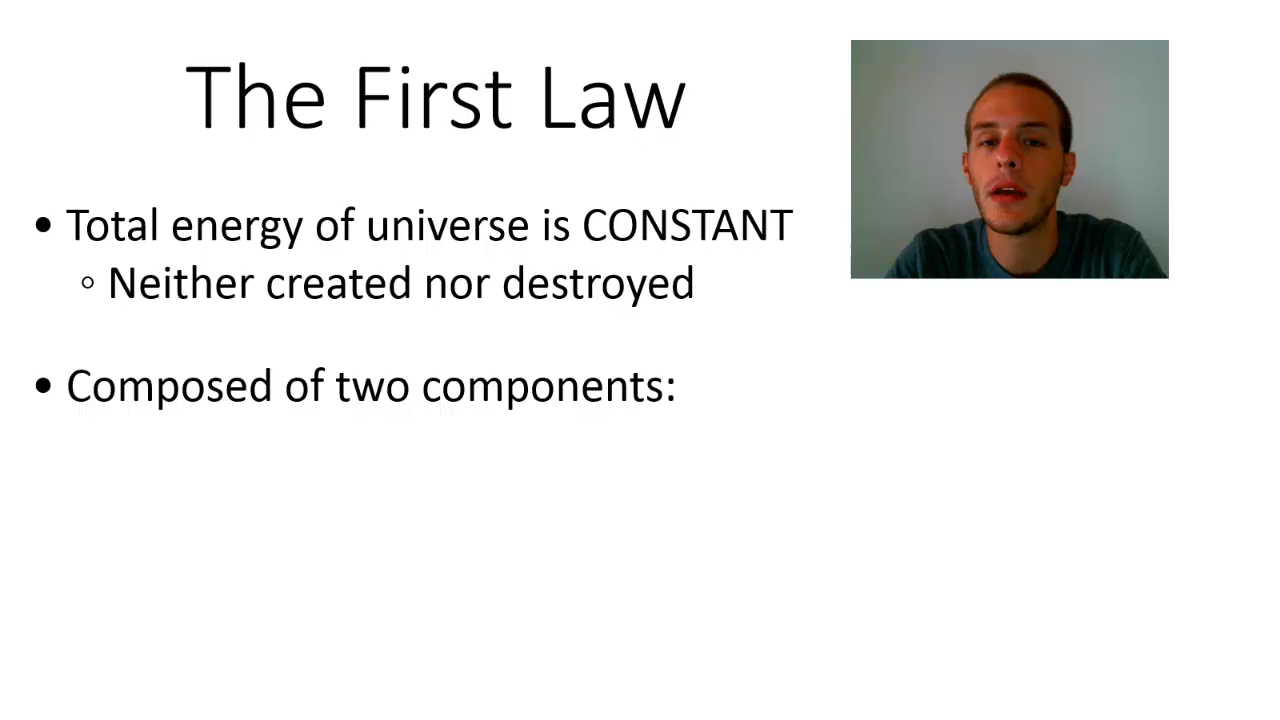 The First Law
• Total energy of universe is CONSTANT
◦ Neither created nor destroyed
• Composed of two components: